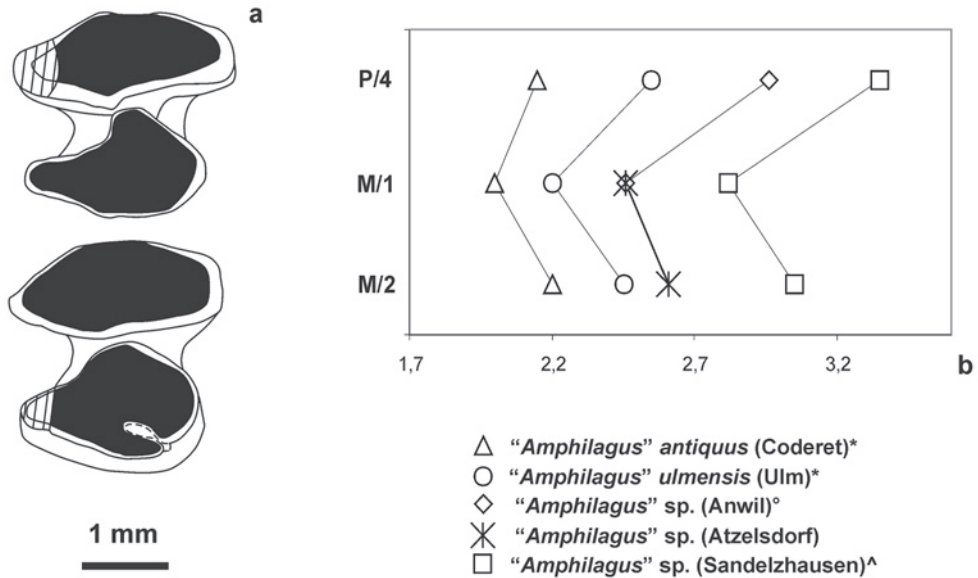 a
P/4
M/1
M/2
1,7 2,2 2,7 3,2 b
1 mm
“Amphilagus” antiquus (Coderet)*
“Amphilagus” ulmensis (Ulm)*
“Amphilagus” sp. (Anwil)°
“Amphilagus” sp. (Atzelsdorf)
“Amphilagus” sp. (Sandelzhausen)^